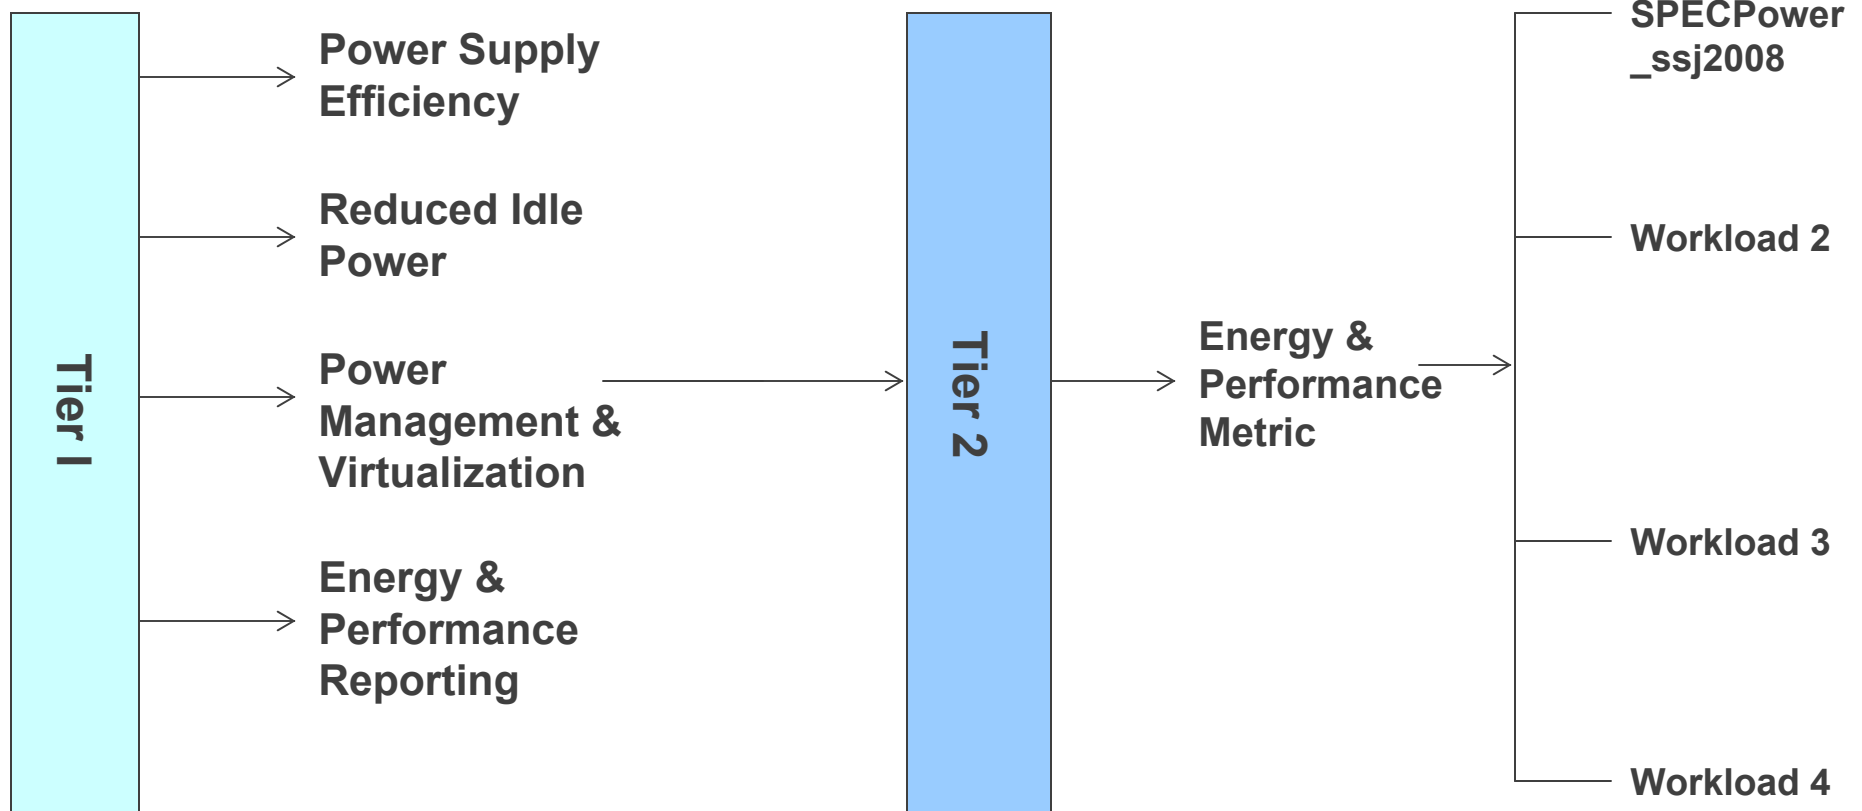 Tier I
Power Supply
Efficiency
Reduced Idle
Power
Power
Management &
Virtualization
Energy &
Performance
Reporting
Tier 2
Energy &
Performance
Metric
SPECPower
_ssj2008
Workload 2
Workload 3
Workload 4